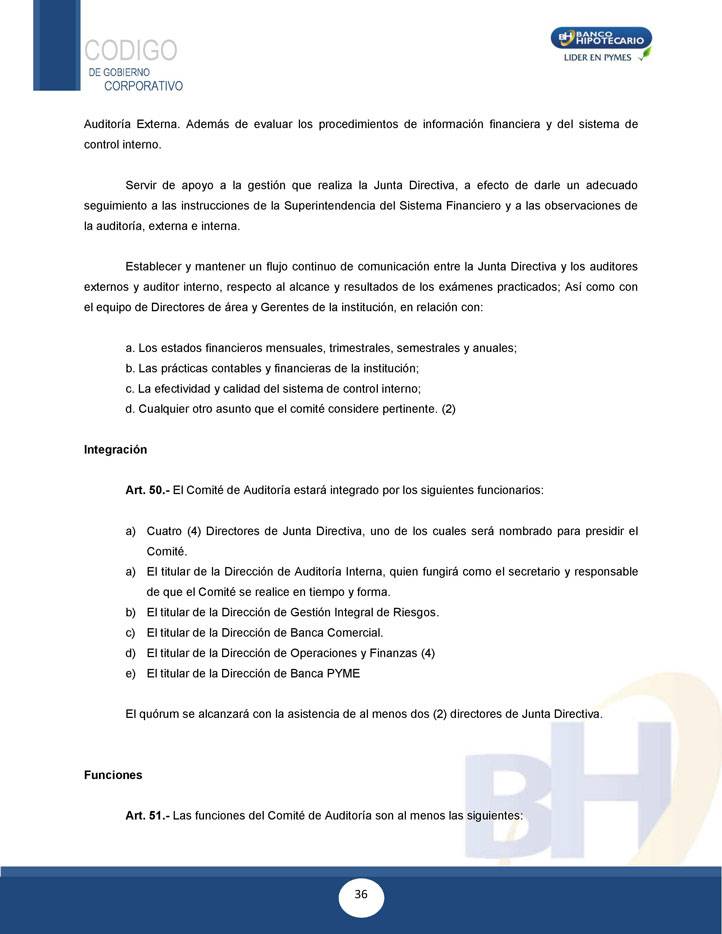 CODIGO
DE GOBIERNO
CORPORATIVO
BH BANCO
HIPOTECARIO
LIDER EN PYMES
Auditoría Externa. Además de evaluar los procedimientos de información financiera y del sistema de
control interno.
Servir de apoyo a la gestión que realiza la Junta Directiva, a efecto de darle un adecuado
seguimiento a las instrucciones de la Superintendencia del Sistema Financiero y a las observaciones de
la auditoría, externa e interna.
Establecer y mantener un flujo continuo de comunicación entre la Junta Directiva y los auditores
externos y auditor interno, respecto al alcance y resultados de los exámenes practicados; Así como con
el equipo de Directores de área y Gerentes de la institución, en relación con:
a. Los estados financieros mensuales, trimestrales, semestrales y anuales;
b. Las prácticas contables y financieras de la institución;
c. La efectividad y calidad del sistema de control interno;
d. Cualquier otro asunto que el comité considere pertinente. (2)
Integración
Art. 50.- El Comité de Auditoría estará integrado por los siguientes funcionarios:
a) Cuatro (4) Directores de Junta Directiva, uno de los cuales será nombrado para presidir el
Comité.
a) El titular de la Dirección de Auditoría Interna, quien fungirá como el secretario y responsable
de que el Comité se realice en tiempo y forma.
b) El titular de la Dirección de Gestión Integral de Riesgos.
c) El titular de la Dirección de Banca Comercial.
d) El titular de la Dirección de Operaciones y Finanzas (4)
e) El titular de la Dirección de Banca PYME
El quórum se alcanzará con la asistencia de al menos dos (2) directores de Junta Directiva.
Funciones
Art. 51.- Las funciones del Comité de Auditoría son al menos las siguientes:
BH
36